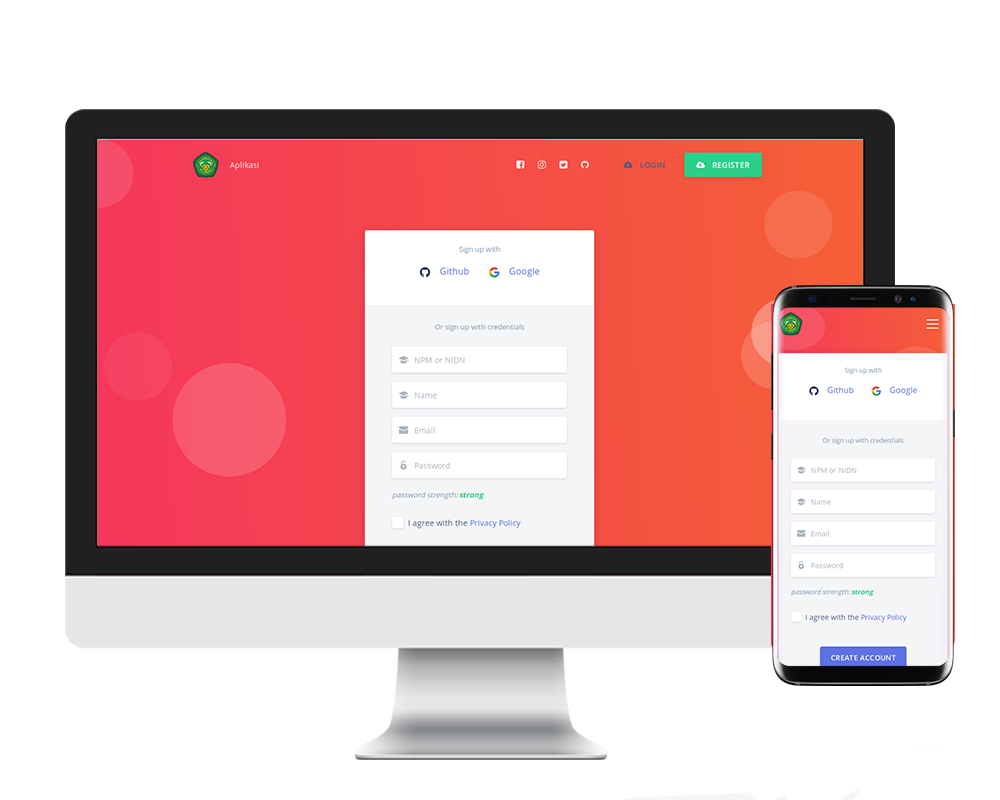 Aplikasi
LOGIN
REGISTER
Sign up with
Github
Google
Or sign up with credentials
NPM or NIDN
Name
Email
Password
password strength: strong
I agree with the Privacy Policy
Sign up with
Github
Google
Or sign up with credentials
NPM or NIDN
Name
Email
Password
password strength: strong
I agree with the Privacy Policy
CREATE ACCOUNT